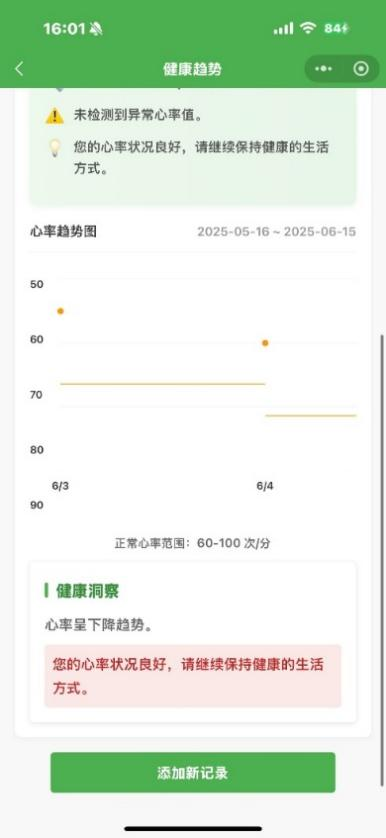 16:01
84
健康趋势
未检测到异常心率值。
您的心率状况良好，请继续保持健康的生活
方式。
心率趋势图
2025-05-16 ~ 2025-06-15
50
60
70
80
6/3
6/4
90
正常心率范围：60-100 次/分
健康洞察
心率呈下降趋势。
您的心率状况良好，请继续保持健康的生活
方式。
添加新记录